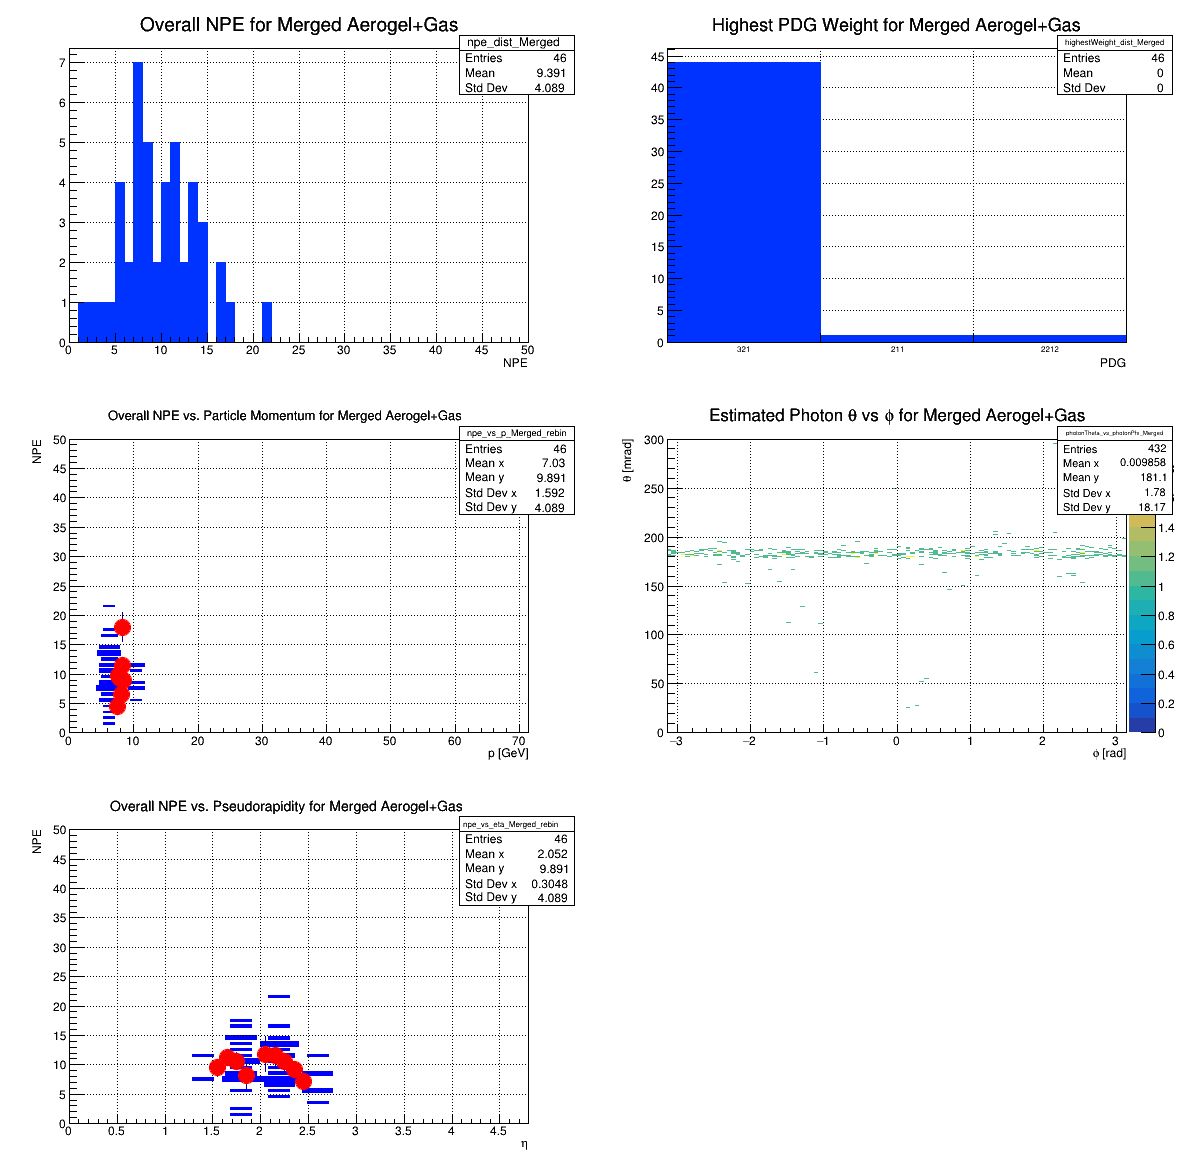 Overall NPE for Merged Aerogel+Gas
npe_dist_Merged
Entries 46
Mean 9.391
Std Dev 4.089
7
6
5
4
3
2
1
0
0 5 10 15 20 25 30 35 40 45 50
NPE
Highest PDG Weight for Merged Aerogel+Gas
highestWeight_dist_Merged
Entries 46
Mean 0
Std Dev 0
45
40
35
30
25
20
15
10
5
0
321 211 2212
PDG
Overall NPE vs. Particle Momentum for Merged Aerogel+Gas
npe_vs_p_Merged_rebin
Entries 46
Mean x 7.03
Mean y 9.891
Std Dev x 1.592
Std Dev y 4.089
NPE
50
45
40
35
30
25
20
15
10
5
0
0 10 20 30 40 50 60 70
p [GeV]
Estimated Photon θ vs ϕ for Merged Aerogel+Gas
photonTheta_vs_photonPhi_Merged
Entries 432
Mean x 0.009858
Mean y 181.1
Std Dev x 1.78
Std Dev y 18.17
θ [mrad]
300
250
200
150
100
50
0
−3 −2 −1 0 1 2 3
ϕ [rad]
1.4
1.2
1
0.8
0.6
0.4
0.2
0
Overall NPE vs. Pseudorapidity for Merged Aerogel+Gas
npe_vs_eta_Merged_rebin
Entries 46
Mean x 2.052
Mean y 9.891
Std Dev x 0.3048
Std Dev y 4.089
NPE
50
45
40
35
30
25
20
15
10
5
0
0 0.5 1 1.5 2 2.5 3 3.5 4 4.5
η